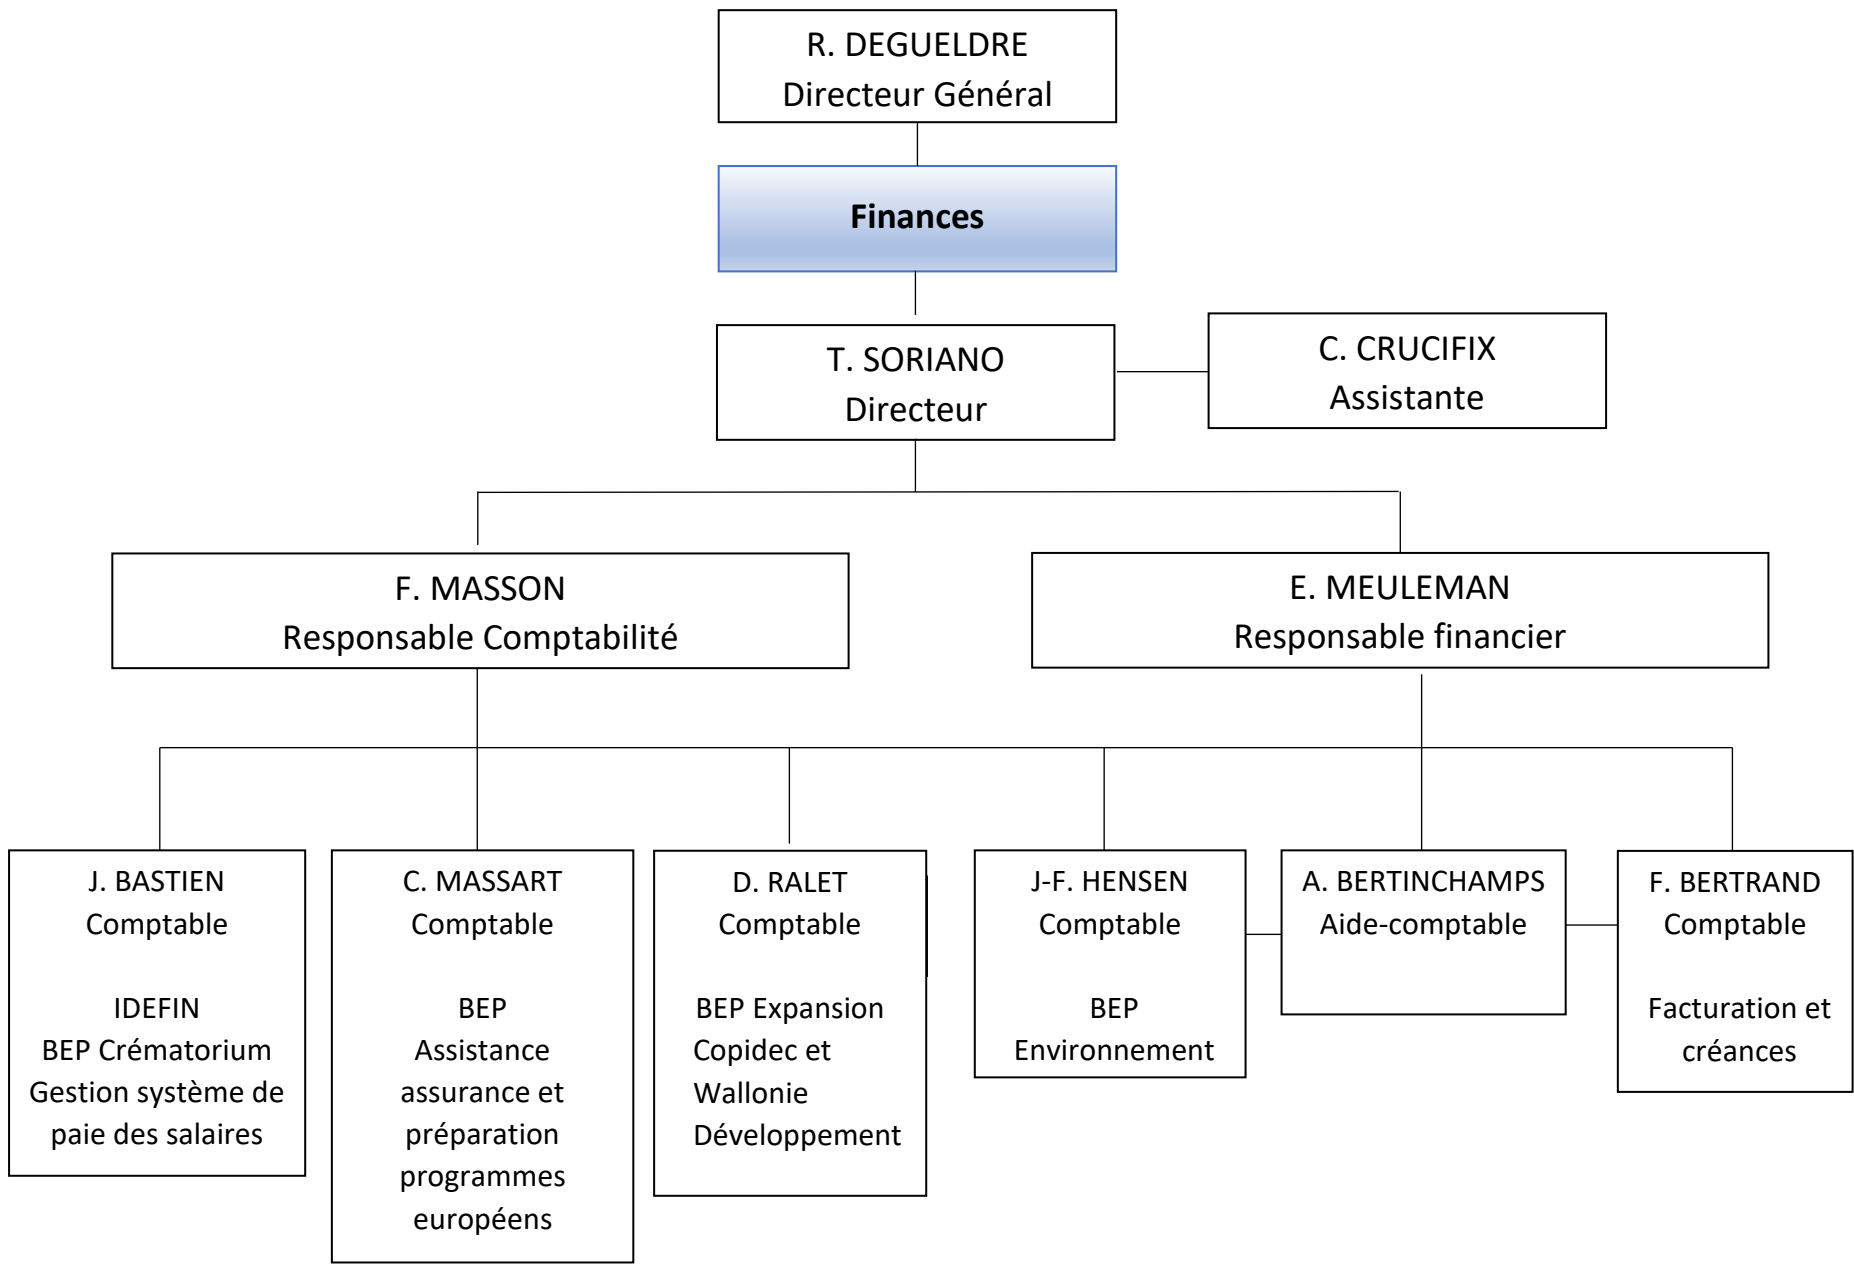 R. DEGUELDRE
Directeur Général
Finances
T. SORIANO
Directeur
C. CRUCIFIX
Assistante
F. MASSON
Responsable Comptabilité
E. MEULEMAN
Responsable financier
J. BASTIEN
Comptable
IDEFIN
BEP Crématorium
Gestion système de
paie des salaires
C. MASSART
Comptable
BEP
Assistance
assurance et
préparation
programmes
européens
D. RALET
Comptable
BEP Expansion
Copidec et
Wallonie
Développement
J-F. HENSEN
Comptable
BEP
Environnement
A. BERTINCHAMPS
Aide-comptable
F. BERTRAND
Comptable
Facturation et
créances